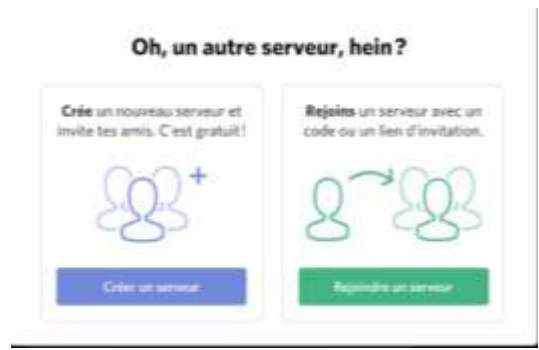 Oh, un autre serveur, hein ?
Crée un nouveau serveur et
invite tes amis. C'est gratuit !
Rejoins un serveur avec un
code ou un lien d'invitation.
Créer un serveur
Rejoindre un serveur